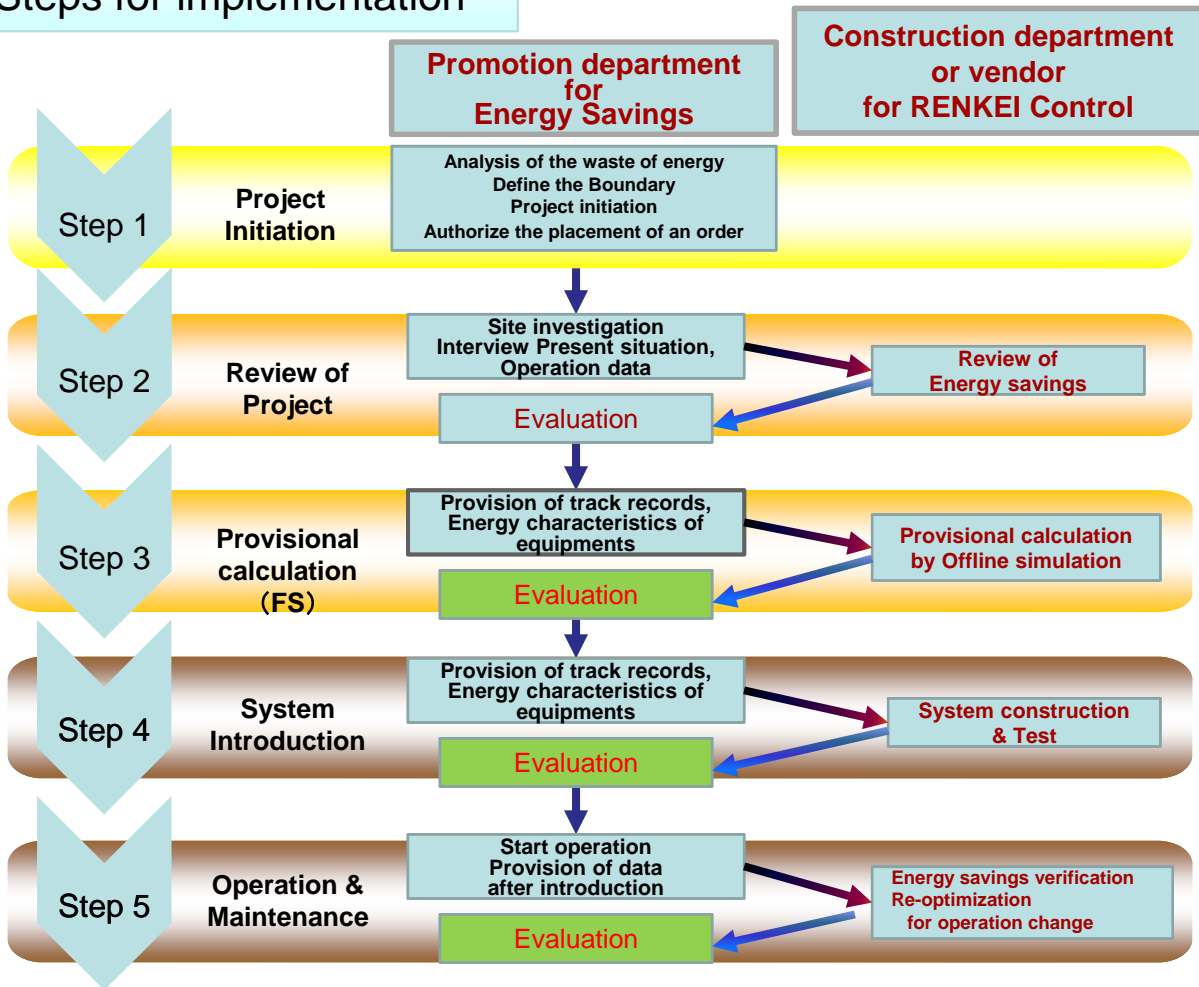 Steps for implementation
Promotion department
for
Energy Savings
Construction department
or vendor
for RENKEI Control
Step 1
Project
Initiation
Analysis of the waste of energy
Define the Boundary
Project initiation
Authorize the placement of an order
Step 2
Review of
Project
Site investigation
Interview Present situation,
Operation data
Review of
Energy savings
Evaluation
Step 3
Provisional
calculation
（FS）
Provision of track records,
Energy characteristics of
equipments
Provisional calculation
by Offline simulation
Evaluation
Step 4
System
Introduction
Provision of track records,
Energy characteristics of
equipments
System construction
& Test
Evaluation
Step 5
Operation &
Maintenance
Start operation
Provision of data
after introduction
Energy savings verification
Re-optimization
for operation change
Evaluation